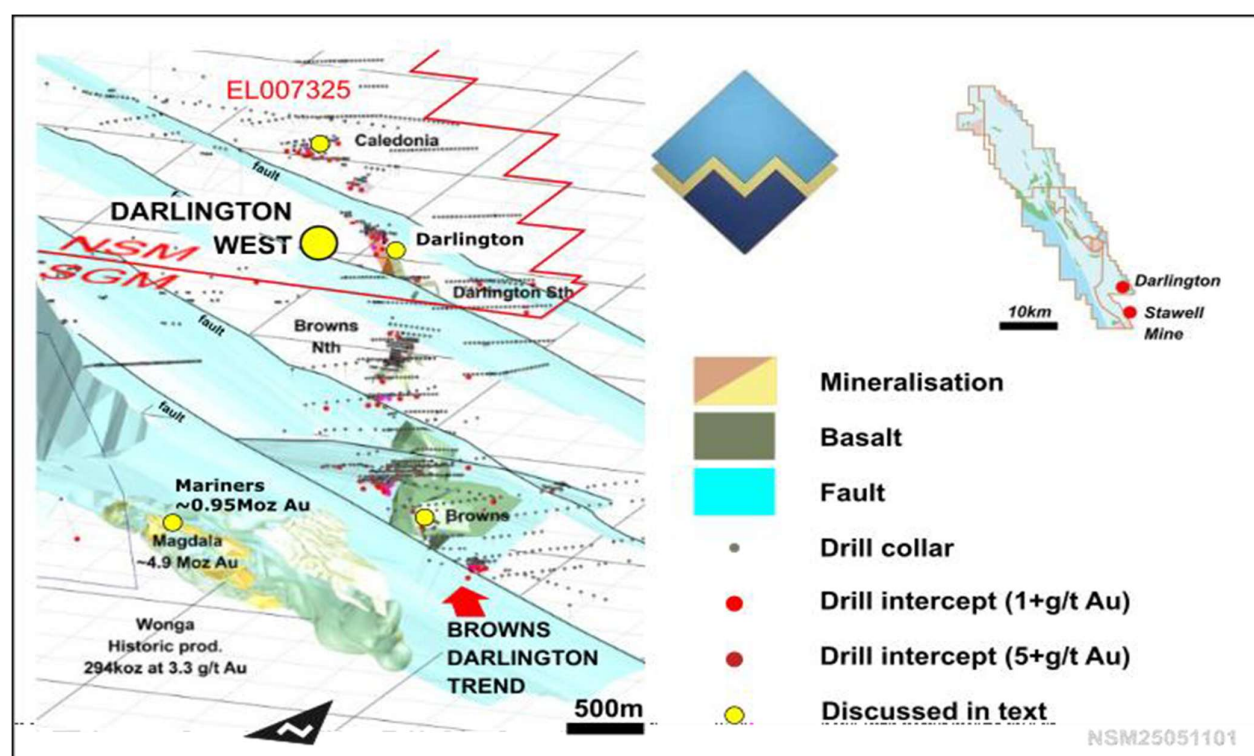 EL007325
Caledonia
fault
DARLINGTON
WEST
Darlington
NSM
SGM
Darlington Sth
fault
Browns
Nth
fault
Mariners
~0.95Moz Au
Magdala
~4.9 Moz Au
Browns
Wonga
Historic prod.
294koz at 3.3 g/t Au
BROWNS
DARLINGTON
TREND
N
500m
Darlington
10km
Stawell
Mine
Mineralisation
Basalt
Fault
Drill collar
Drill intercept (1+g/t Au)
Drill intercept (5+g/t Au)
Discussed in text
NSM25051101